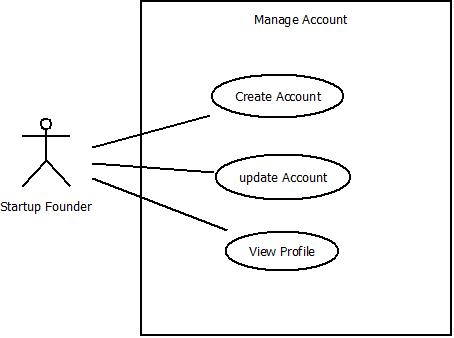 Manage Account
Create Account
update Account
Startup Founder
View Profile